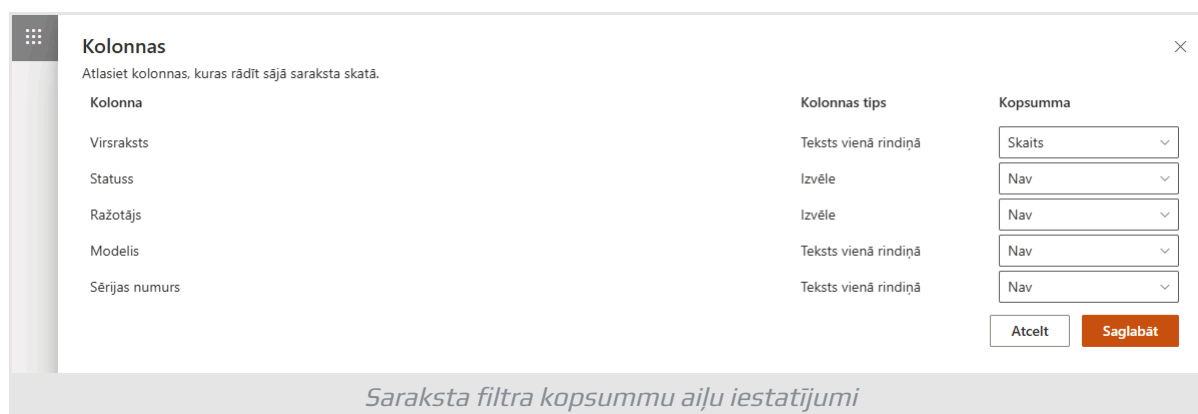 Kolonnas
Atlasiet kolonnas, kuras rādīt sājā saraksta skatā.
Kolonna Kolonnas tips Kopsumma
Virsraksts Teksts vienā rindiņā Skaits
Statuss Izvēle Nav
Ražotājs Izvēle Nav
Modelis Teksts vienā rindiņā Nav
Sērijas numurs Teksts vienā rindiņā Nav
Atcelt Saglabāt
Saraksta filtra kopsummu aiļu iestatījumi